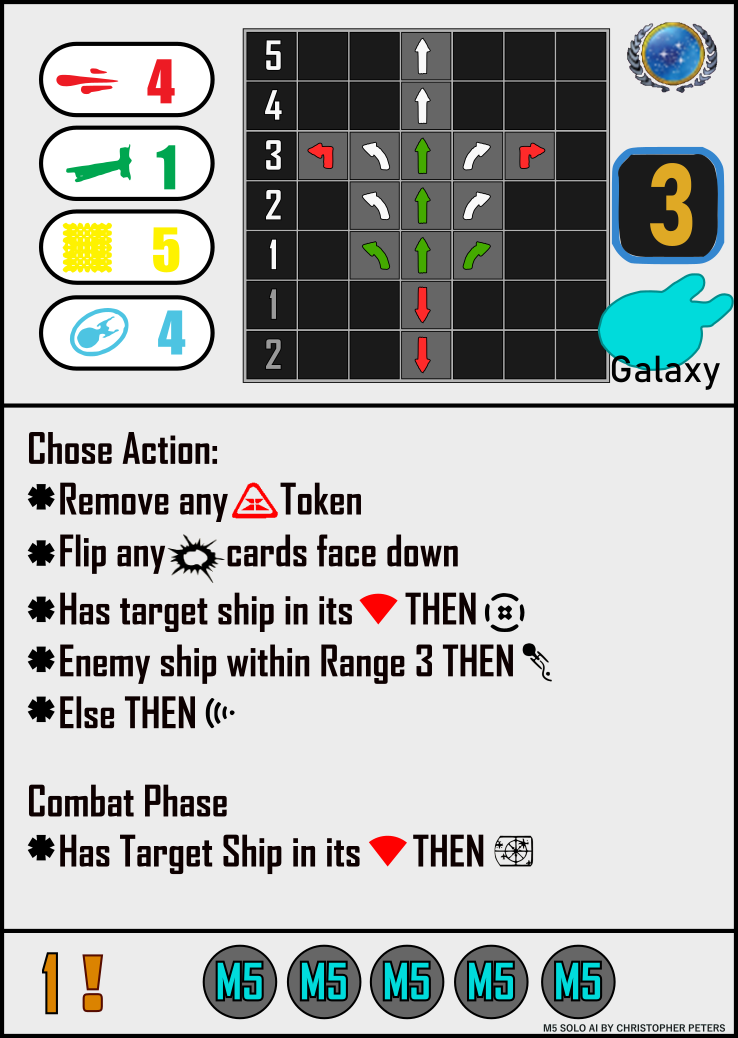 4
1
5
4
5
4
3
2
1
1
2
3
Galaxy
Chose Action:
Remove any Token
Flip any cards face down
Has target ship in its THEN
Enemy ship within Range 3 THEN
Else THEN
Combat Phase
Has Target Ship in its THEN
1 !
M5 M5 M5 M5 M5
M5 SOLO AI BY CHRISTOPHER PETERS